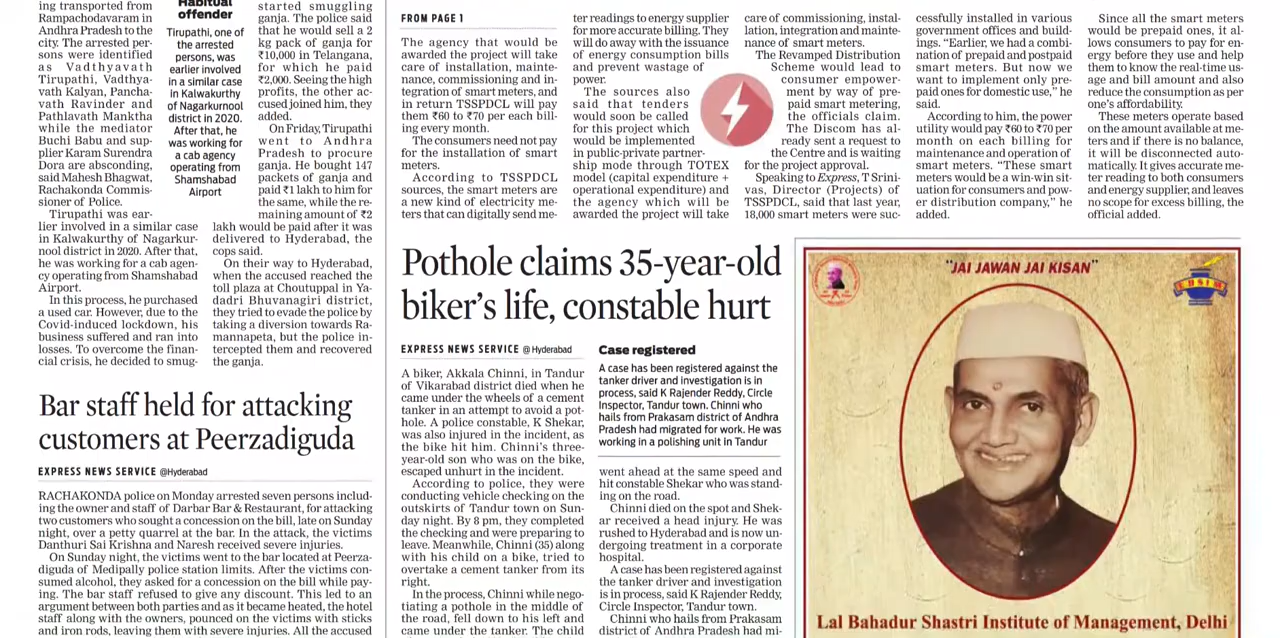 ing transported from
Rampachodavaram in
Andhra Pradesh to the
city. The arrested per-
sons were identified
as Vadthyavath
Tirupathi, Vadthya-
vath Kalyan, Pancha-
vath Ravinder and
Pathlavath Manktha
while the mediator
Buchi Babu and sup-
plier Karam Surendra
Dora are absconding,
said Mahesh Bhagwat,
Rachakonda Commis-
sioner of Police.
Tirupathi was ear-
lier involved in a similar case
in Kalwakurthy of Nagarkur-
nool district in 2020. After that,
he was working for a cab agen-
cy operating from Shamshabad
Airport.
In this process, he purchased
a used car. However, due to the
Covid-induced lockdown, his
business suffered and ran into
losses. To overcome the finan-
cial crisis, he decided to smug-
Habitual
offender
Tirupathi, one of
the arrested
persons, was
earlier involved
in a similar case
in Kalwakurthy
of Nagarkurnool
district in 2020.
After that, he
was working for
a cab agency
operating from
Shamshabad
Airport
started smuggling
ganja. The police said
that he would sell a 2
kg pack of ganja for
₹10,000 in Telangana,
for which he paid
₹2,000. Seeing the high
profits, the other ac-
cused joined him, they
added.
On Friday, Tirupathi
went to Andhra
Pradesh to procure
ganja. He bought 147
packets of ganja and
paid ₹1 lakh to him for
the same, while the re-
maining amount of ₹2
lakh would be paid after it was
delivered to Hyderabad, the
cops said.
On their way to Hyderabad,
when the accused reached the
toll plaza at Choutuppal in Ya-
dadri Bhuvanagiri district,
they tried to evade the police by
taking a diversion towards Ra-
mannapeta, but the police in-
tercepted them and recovered
the ganja.
Bar staff held for attacking
customers at Peerzadiguda
EXPRESS NEWS SERVICE @Hyderabad
RACHAKONDA police on Monday arrested seven persons includ-
ing the owner and staff of Darbar Bar & Restaurant, for attacking
two customers who sought a concession on the bill, late on Sunday
night, over a petty quarrel at the bar. In the attack, the victims
Danthuri Sai Krishna and Naresh received severe injuries.
On Sunday night, the victims went to the bar located at Peerza-
diguda of Medipally police station limits. After the victims con-
sumed alcohol, they asked for a concession on the bill while pay-
ing. The bar staff refused to give any discount. This led to an
argument between both parties and as it became heated, the hotel
staff along with the owners, pounced on the victims with sticks
and iron rods, leaving them with severe injuries. All the accused
FROM PAGE 1
The agency that would be
awarded the project will take
care of installation, mainte-
nance, commissioning and in-
tegration of smart meters, and
in return TSSPDCL will pay
them ₹60 to ₹70 per each bill-
ing every month.
The consumers need not pay
for the installation of smart
meters.
According to TSSPDCL
sources, the smart meters are
a new kind of electricity me-
ters that can digitally send me-
ter readings to energy supplier
for more accurate billing. They
will do away with the issuance
of energy consumption bills
and prevent wastage of
power.
The sources also
said that tenders
would soon be called
for this project which
would be implemented
in public-private partner-
ship mode through TOTEX
model (capital expenditure +
operational expenditure) and
the agency which will be
awarded the project will take
care of commissioning, instal-
lation, integration and mainte-
nance of smart meters.
The Revamped Distribution
Scheme would lead to
consumer empower-
ment by way of pre-
paid smart metering,
the officials claim.
The Discom has al-
ready sent a request to
the Centre and is waiting
for the project approval.
Speaking to Express, T Srini-
vas, Director (Projects) of
TSSPDCL, said that last year,
18,000 smart meters were suc-
cessfully installed in various
government offices and build-
ings. “Earlier, we had a combi-
nation of prepaid and postpaid
smart meters. But now we
want to implement only pre-
paid ones for domestic use,” he
said.
According to him, the power
utility would pay ₹60 to ₹70 per
month on each billing for
maintenance and operation of
smart meters. “These smart
meters would be a win-win sit-
uation for consumers and pow-
er distribution company,” he
added.
Since all the smart meters
would be prepaid ones, it al-
lows consumers to pay for en-
ergy before they use and help
them to know the real-time us-
age and bill amount and also
reduce the consumption as per
one’s affordability.
These meters operate based
on the amount available at me-
ters and if there is no balance,
it will be disconnected auto-
matically. It gives accurate me-
ter reading to both consumers
and energy supplier, and leaves
no scope for excess billing, the
official added.
Pothole claims 35-year-old
biker’s life, constable hurt
EXPRESS NEWS SERVICE @ Hyderabad
A biker, Akkala Chinni, in Tandur
of Vikarabad district died when he
came under the wheels of a cement
tanker in an attempt to avoid a pot-
hole. A police constable, K Shekar,
was also injured in the incident, as
the bike hit him. Chinni’s three-
year-old son who was on the bike,
escaped unhurt in the incident.
According to police, they were
conducting vehicle checking on the
outskirts of Tandur town on Sun-
day night. By 8 pm, they completed
the checking and were preparing to
leave. Meanwhile, Chinni (35) along
with his child on a bike, tried to
overtake a cement tanker from its
right.
In the process, Chinni while nego-
tiating a pothole in the middle of
the road, fell down to his left and
came under the tanker. The child
Case registered
A case has been registered against the
tanker driver and investigation is in
process, said K Rajender Reddy, Circle
Inspector, Tandur town. Chinni who
hails from Prakasam district of Andhra
Pradesh had migrated for work. He was
working in a polishing unit in Tandur
went ahead at the same speed and
hit constable Shekar who was stand-
ing on the road.
Chinni died on the spot and Shek-
ar received a head injury. He was
rushed to Hyderabad and is now un-
dergoing treatment in a corporate
hospital.
A case has been registered against
the tanker driver and investigation
is in process, said K Rajender Reddy,
Circle Inspector, Tandur town.
Chinni who hails from Prakasam
district of Andhra Pradesh had mi-
"JAI JAWAN JAI KISAN"
LBSIM
Lal Bahadur Shastri Institute of Management, Delhi